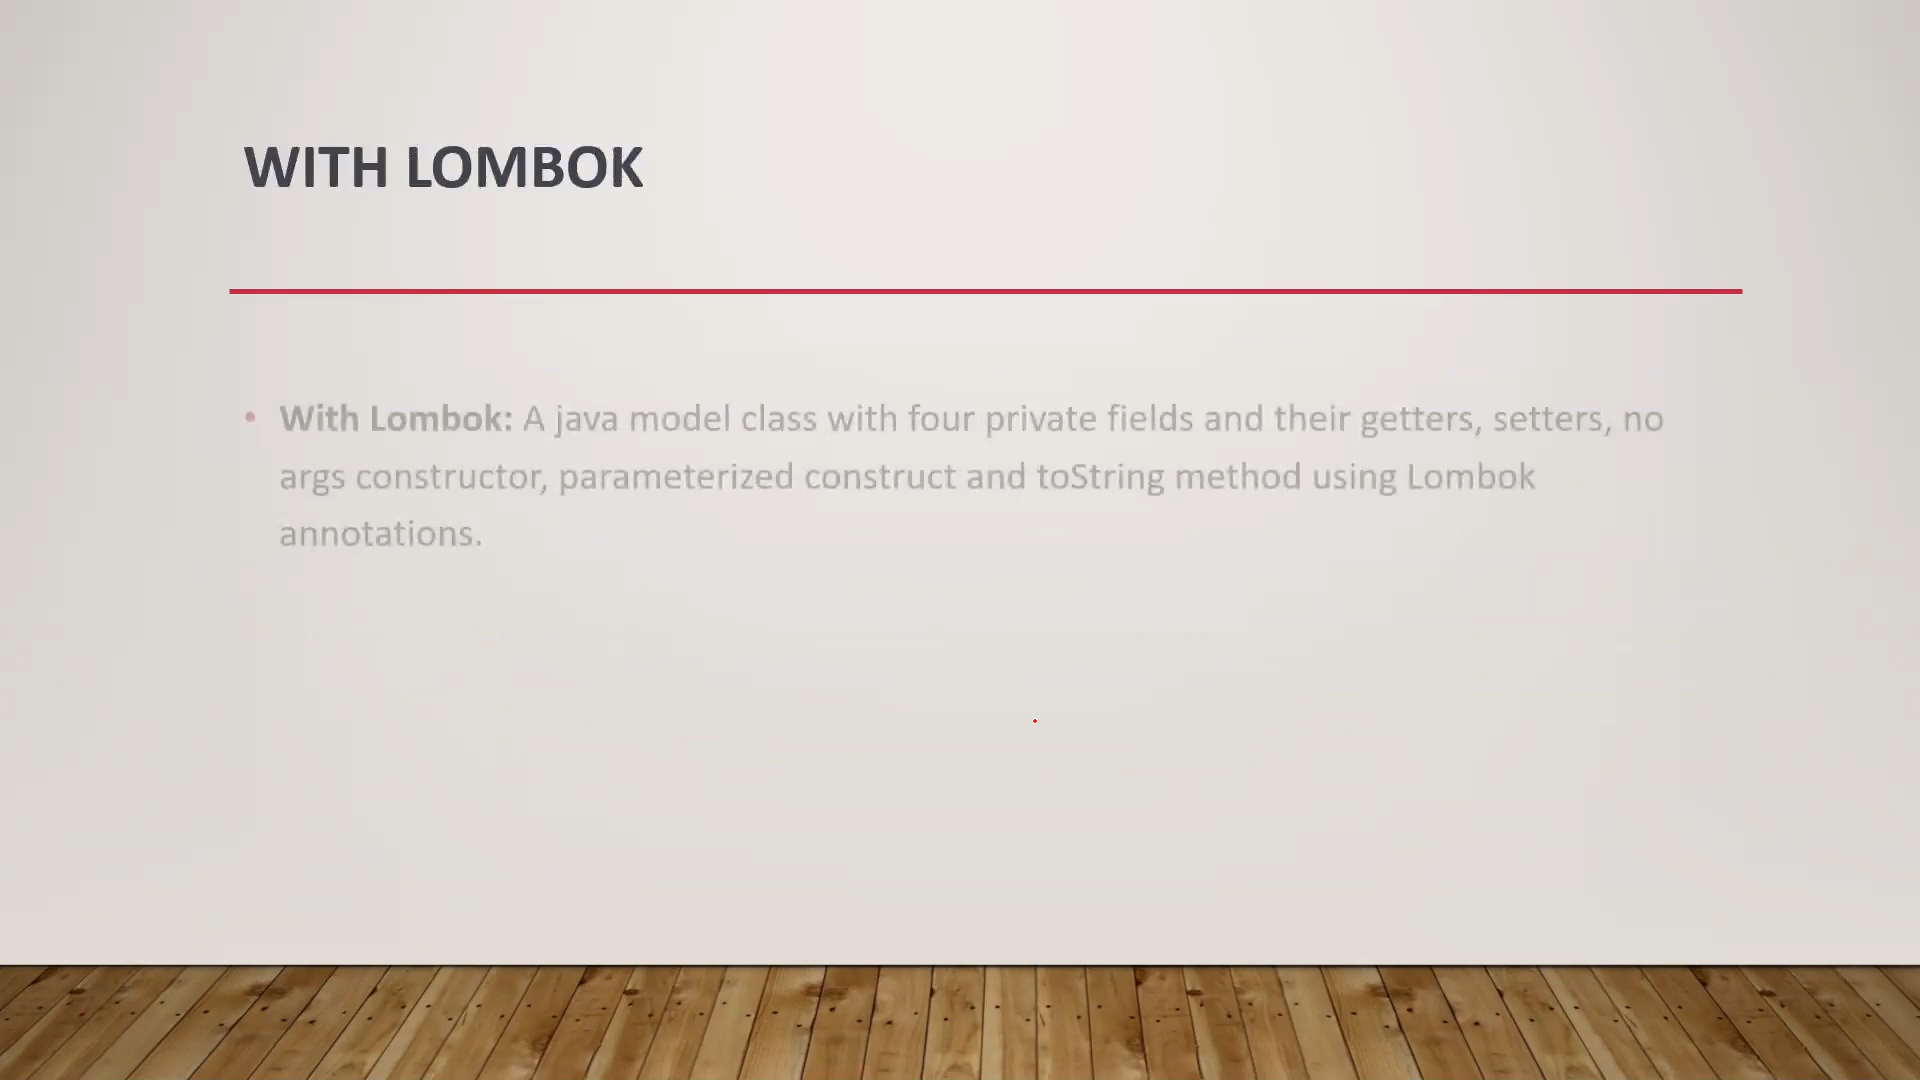 WITH LOMBOK
• With Lombok: A java model class with four private fields and their getters, setters, no
args constructor, parameterized construct and toString method using Lombok
annotations.